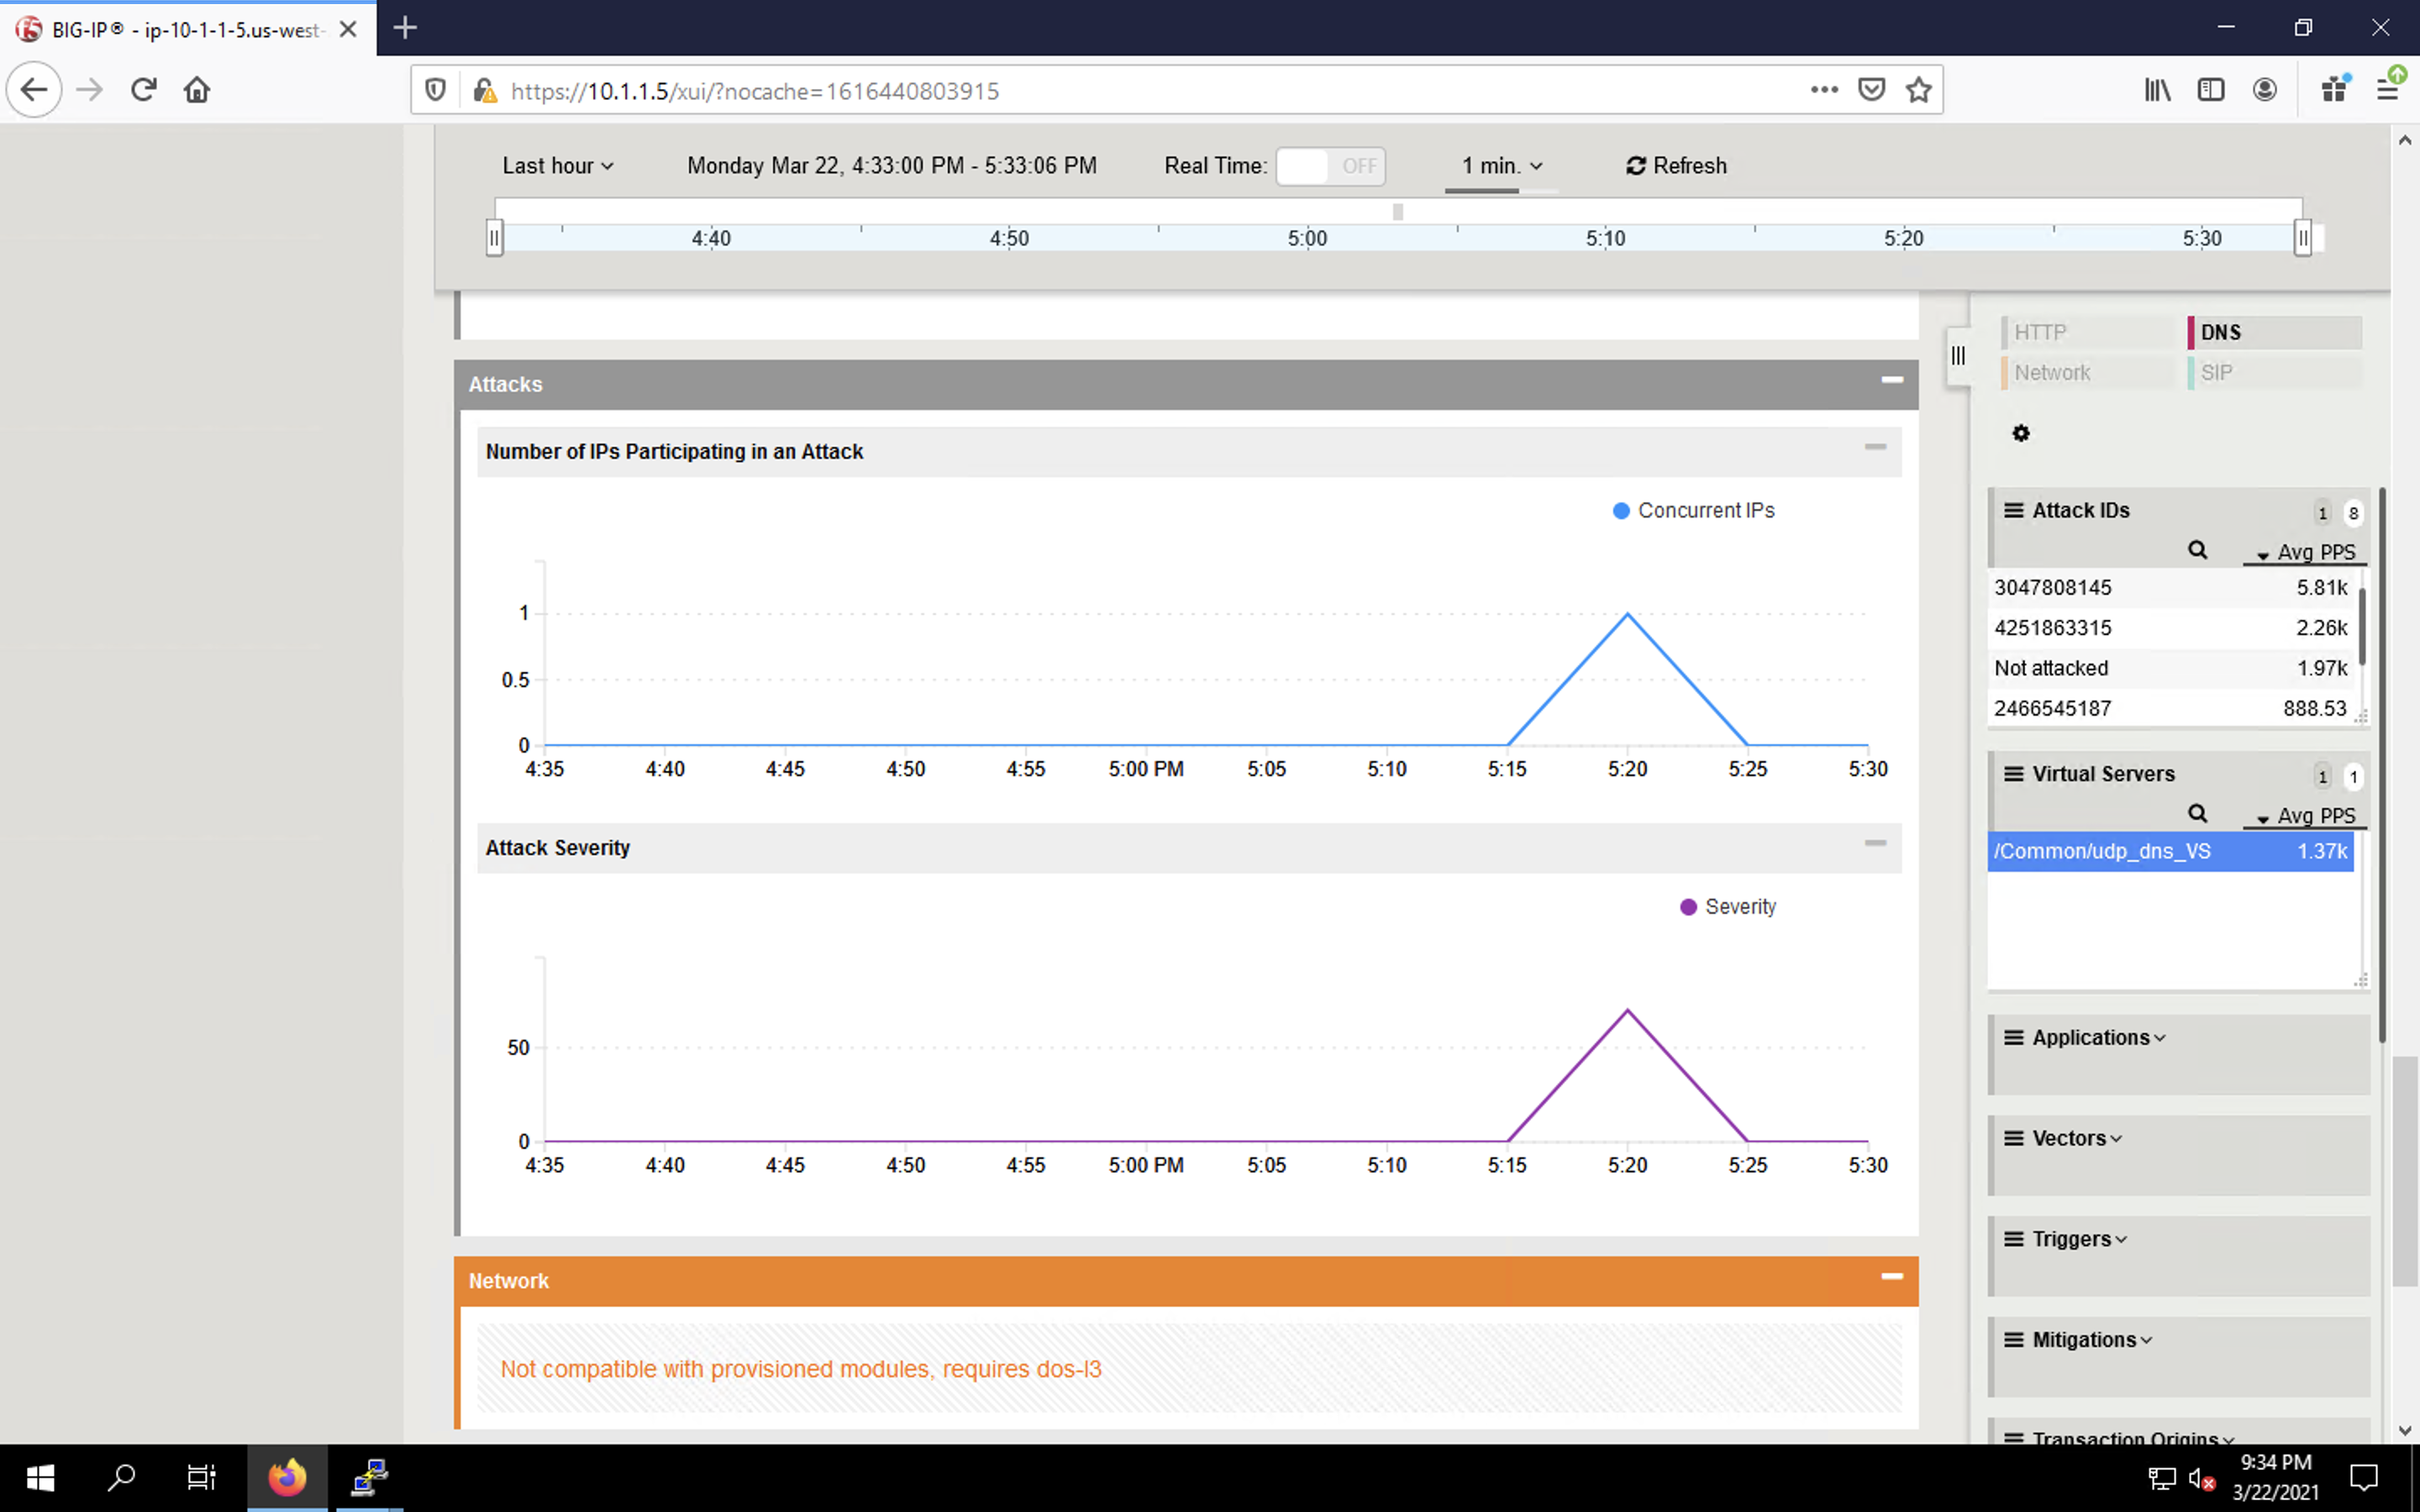 BIG-IP® - ip-10-1-1-5.us-west-
https://10.1.1.5/xui/?nocache=1616440803915
Last hour
Monday Mar 22, 4:33:00 PM - 5:33:06 PM
Real Time: OFF
1 min.
Refresh
4:40 4:50 5:00 5:10 5:20 5:30
Attacks
Number of IPs Participating in an Attack
Concurrent IPs
1
0.5
0
4:35 4:40 4:45 4:50 4:55 5:00 PM 5:05 5:10 5:15 5:20 5:25 5:30
Attack Severity
Severity
50
0
4:35 4:40 4:45 4:50 4:55 5:00 PM 5:05 5:10 5:15 5:20 5:25 5:30
Network
Not compatible with provisioned modules, requires dos-l3
HTTP DNS
Network SIP
Attack IDs 1 8
Avg PPS
3047808145 5.81k
4251863315 2.26k
Not attacked 1.97k
2466545187 888.53
Virtual Servers 1 1
Avg PPS
/Common/udp_dns_VS 1.37k
Applications
Vectors
Triggers
Mitigations
Transaction Origins
9:34 PM
3/22/2021